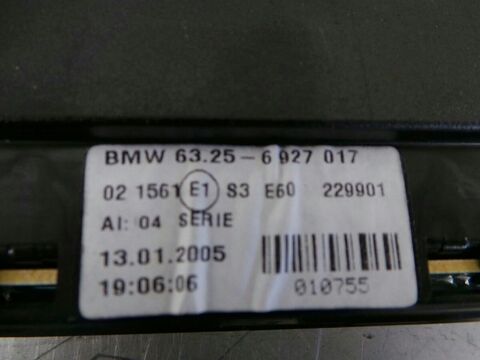 BMW 63.25-6 927 017
02 1561 E1 S3 E60 229901
AI: 04 SERIE
13.01.2005
19:06:06
010755